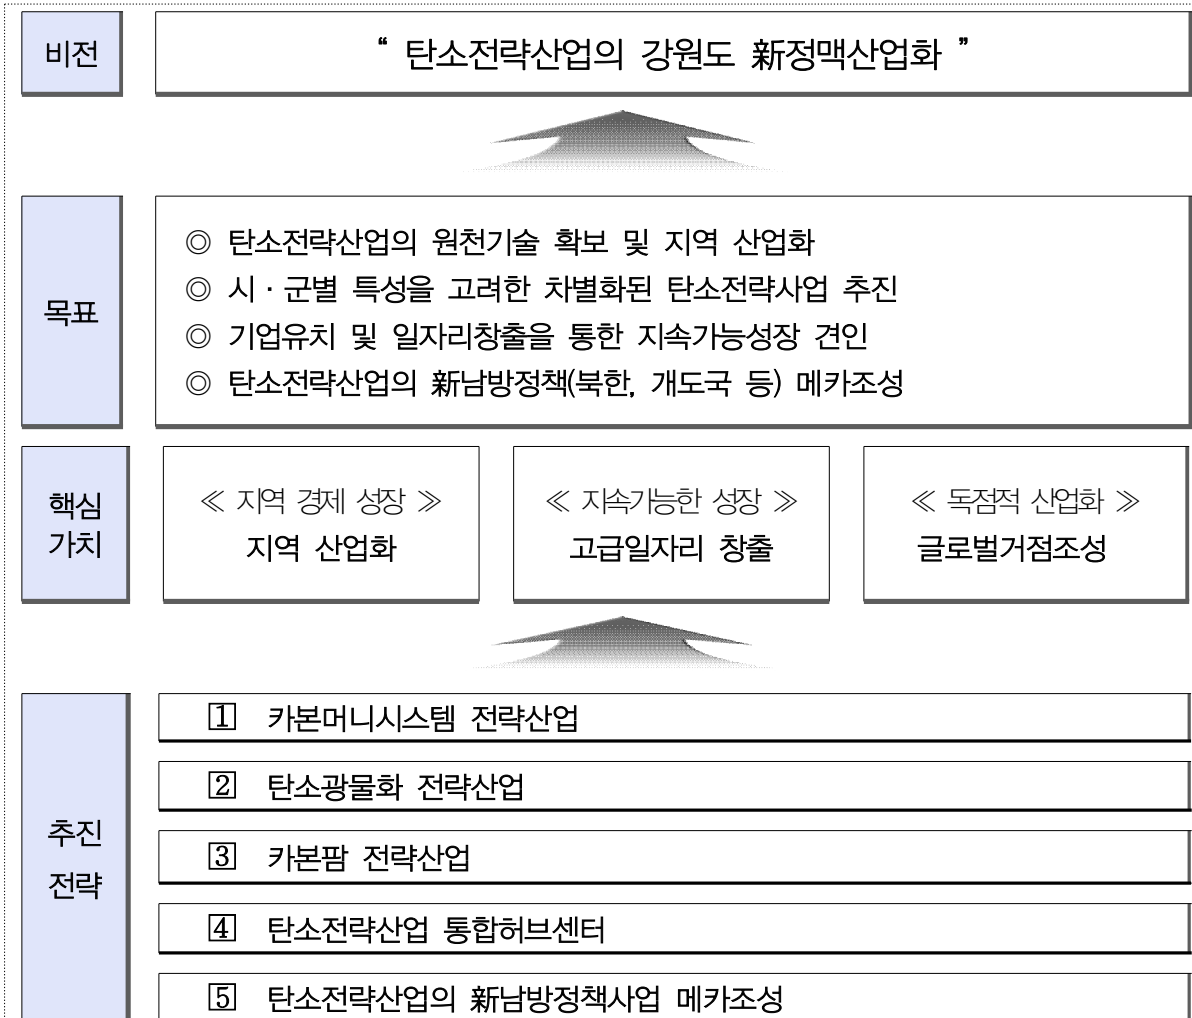 비전
“ 탄소전략산업의 강원도 新정맥산업화 ”
목표
◎ 탄소전략산업의 원천기술 확보 및 지역 산업화
◎ 시·군별 특성을 고려한 차별화된 탄소전략사업 추진
◎ 기업유치 및 일자리창출을 통한 지속가능성장 견인
◎ 탄소전략산업의 新남방정책(북한, 개도국 등) 메카조성
핵심
가치
≪ 지역 경제 성장 ≫
지역 산업화
≪ 지속가능한 성장 ≫
고급일자리 창출
≪ 독점적 산업화 ≫
글로벌거점조성
추진
전략
1 카본머니시스템 전략산업
2 탄소광물화 전략산업
3 카본팜 전략산업
4 탄소전략산업 통합허브센터
5 탄소전략산업의 新남방정책사업 메카조성